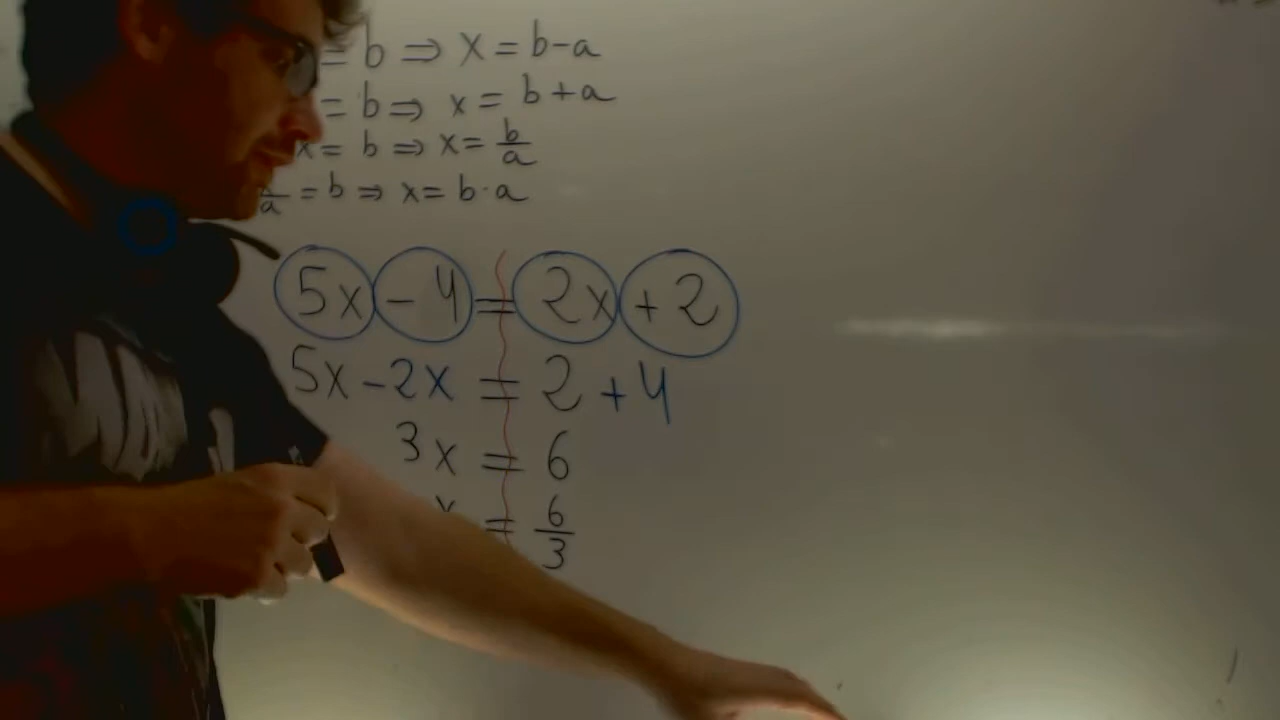 = b ⇒ x = b-a
= b ⇒ x = b+a
x = b ⇒ x = b/a
x/a = b ⇒ x = b·a
5x - 4 = 2x + 2
5x - 2x = 2 + 4
3x = 6
x = 6/3